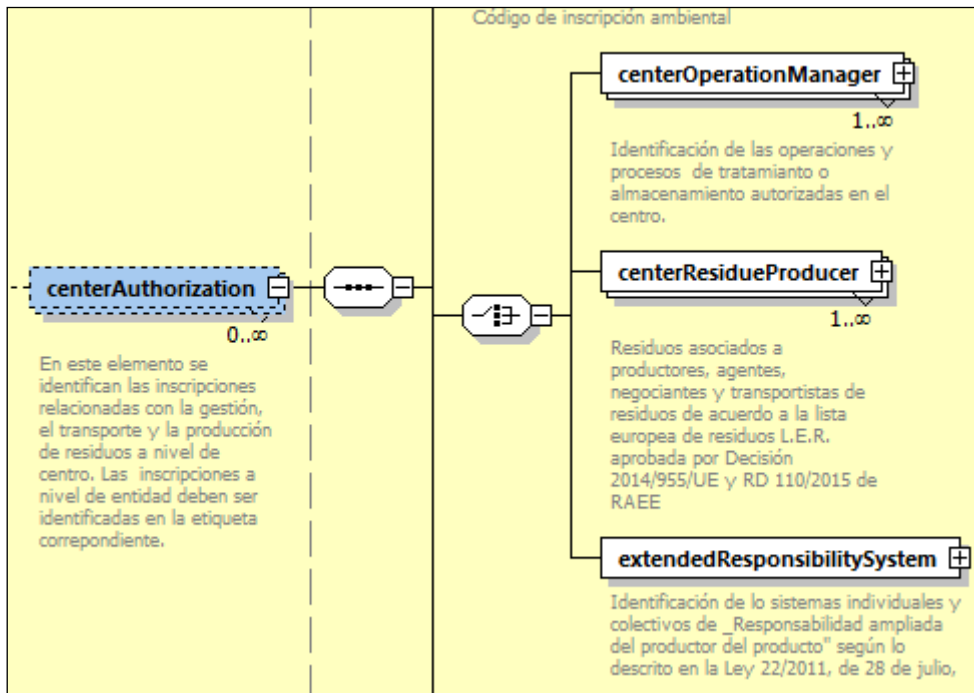 Código de inscripción ambiental
centerOperationManager
1..∞
Identificación de las operaciones y
procesos de tratamianto o
almacenamiento autorizadas en el
centro.
centerAuthorization
0..∞
En este elemento se
identifican las inscripciones
relacionadas con la gestión,
el transporte y la producción
de residuos a nivel de
centro. Las inscripciones a
nivel de entidad deben ser
identificadas en la etiqueta
correpondiente.
centerResidueProducer
1..∞
Residuos asociados a
productores, agentes,
negociantes y transportistas de
residuos de acuerdo a la lista
europea de residuos L.E.R.
aprobada por Decisión
2014/955/UE y RD 110/2015 de
RAEE
extendedResponsibilitySystem
Identificación de lo sistemas individuales y
colectivos de _Responsabilidad ampliada
del productor del producto" según lo
descrito en la Ley 22/2011, de 28 de julio,